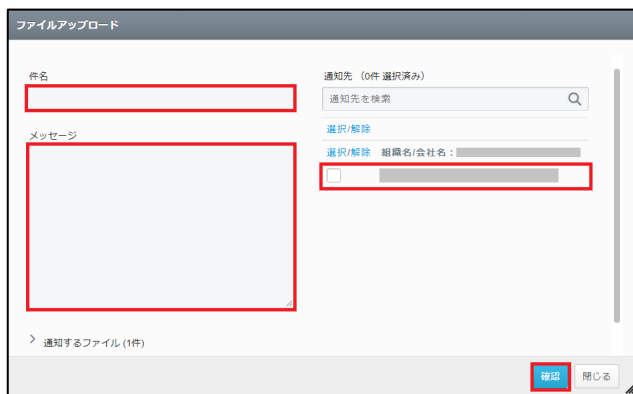 ファイルアップロード
件名
メッセージ
通知するファイル (1件)
通知先 (0件 選択済み)
通知先を検索
選択/解除
選択/解除 組織名/会社名：
確認 閉じる